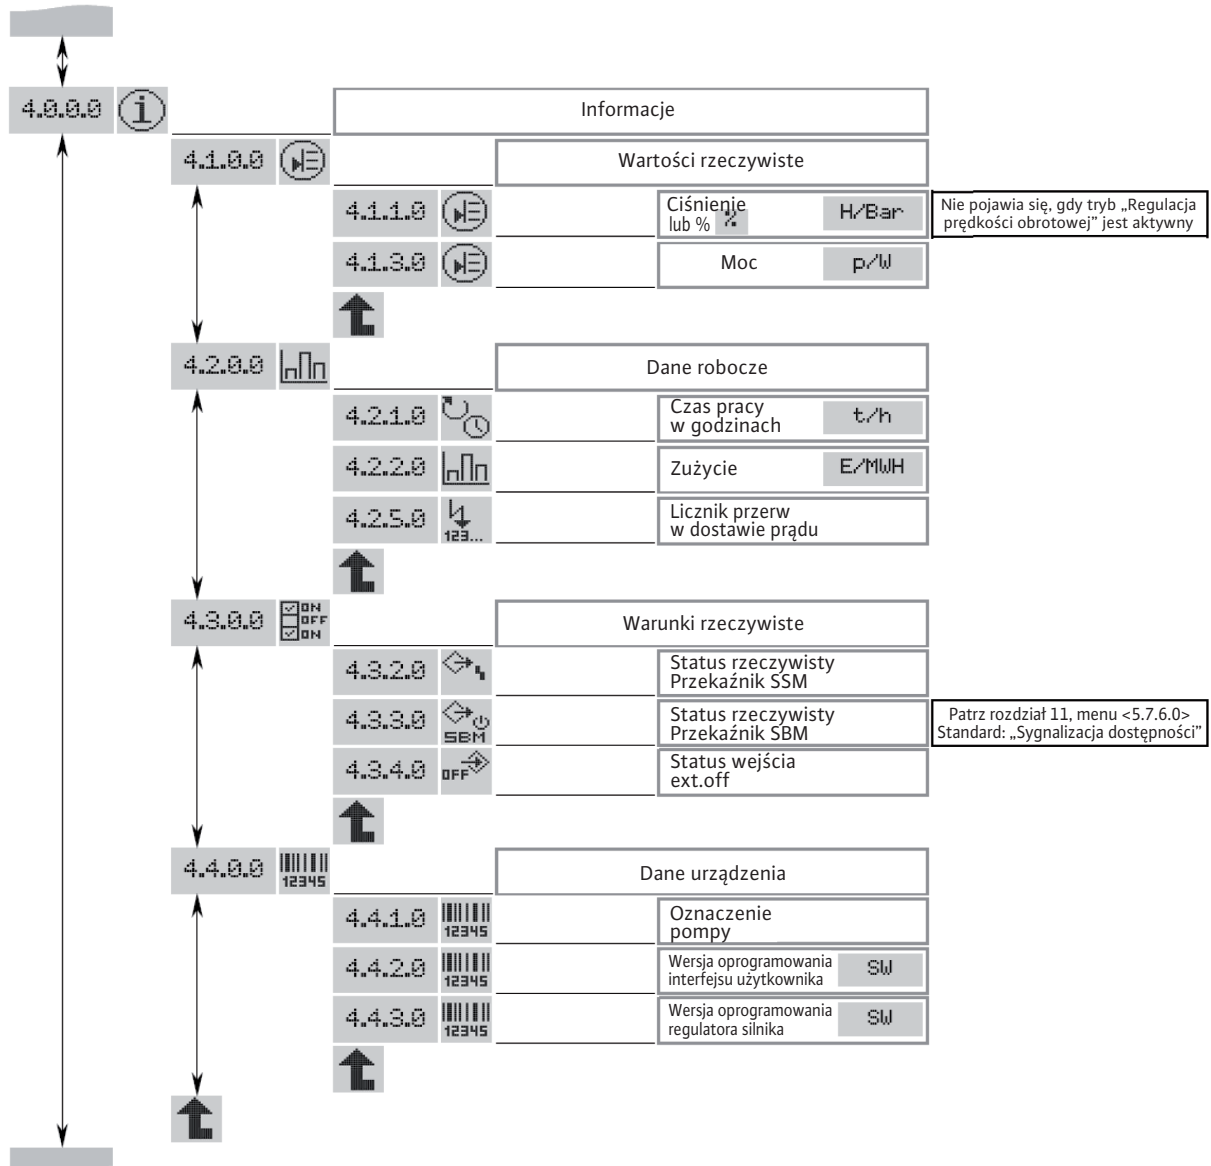 4.0.0.0 i Informacje
4.1.0.0 Wartości rzeczywiste
4.1.1.0 Ciśnienie
lub % % H/Bar
Nie pojawia się, gdy tryb „Regulacja
prędkości obrotowej” jest aktywny
4.1.3.0 Moc p/W
4.2.0.0 Dane robocze
4.2.1.0 Czas pracy
w godzinach t/h
4.2.2.0 Zużycie E/MWH
4.2.5.0 123... Licznik przerw
w dostawie prądu
4.3.0.0 ON
OFF
ON
Warunki rzeczywiste
4.3.2.0 Status rzeczywisty
Przekaźnik SSM
4.3.3.0 SBM Status rzeczywisty
Przekaźnik SBM
Patrz rozdział 11, menu <5.7.6.0>
Standard: „Sygnalizacja dostępności”
4.3.4.0 OFF Status wejścia
ext.off
4.4.0.0 12345 Dane urządzenia
4.4.1.0 12345 Oznaczenie
pompy
4.4.2.0 12345 Wersja oprogramowania
interfejsu użytkownika SW
4.4.3.0 12345 Wersja oprogramowania
regulatora silnika SW